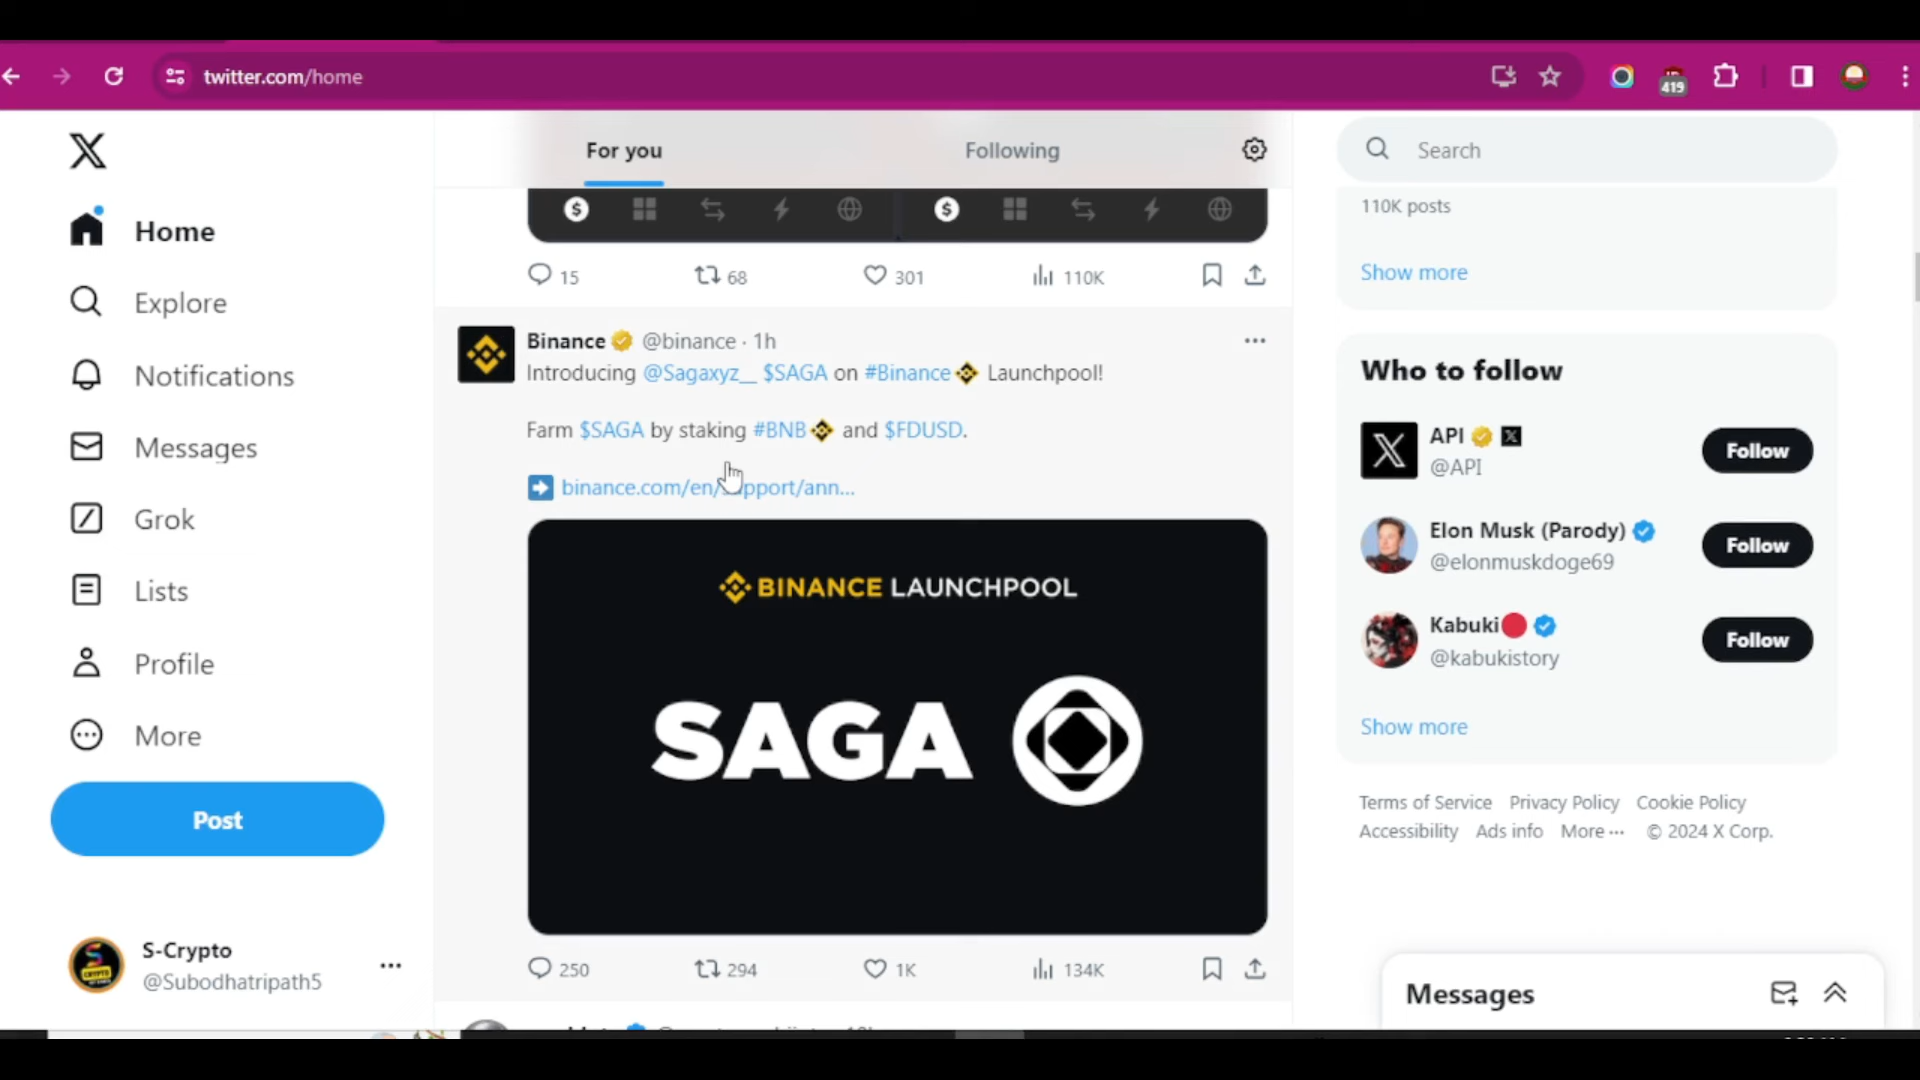 twitter.com/home
419
For you
Following
Search
Home
Explore
Notifications
Messages
Grok
Lists
Profile
More
Post
S-Crypto
@Subodhatripath5
15
68
301
110K
Binance @binance · 1h
Introducing @Sagaxyz__ $SAGA on #Binance Launchpool!
Farm $SAGA by staking #BNB and $FDUSD.
binance.com/en/support/ann...
BINANCE LAUNCHPOOL
SAGA
250
294
1K
134K
110K posts
Show more
Who to follow
API
@API
Follow
Elon Musk (Parody)
@elonmuskdoge69
Follow
Kabuki
@kabukistory
Follow
Show more
Terms of Service Privacy Policy Cookie Policy
Accessibility Ads info More ··· © 2024 X Corp.
Messages